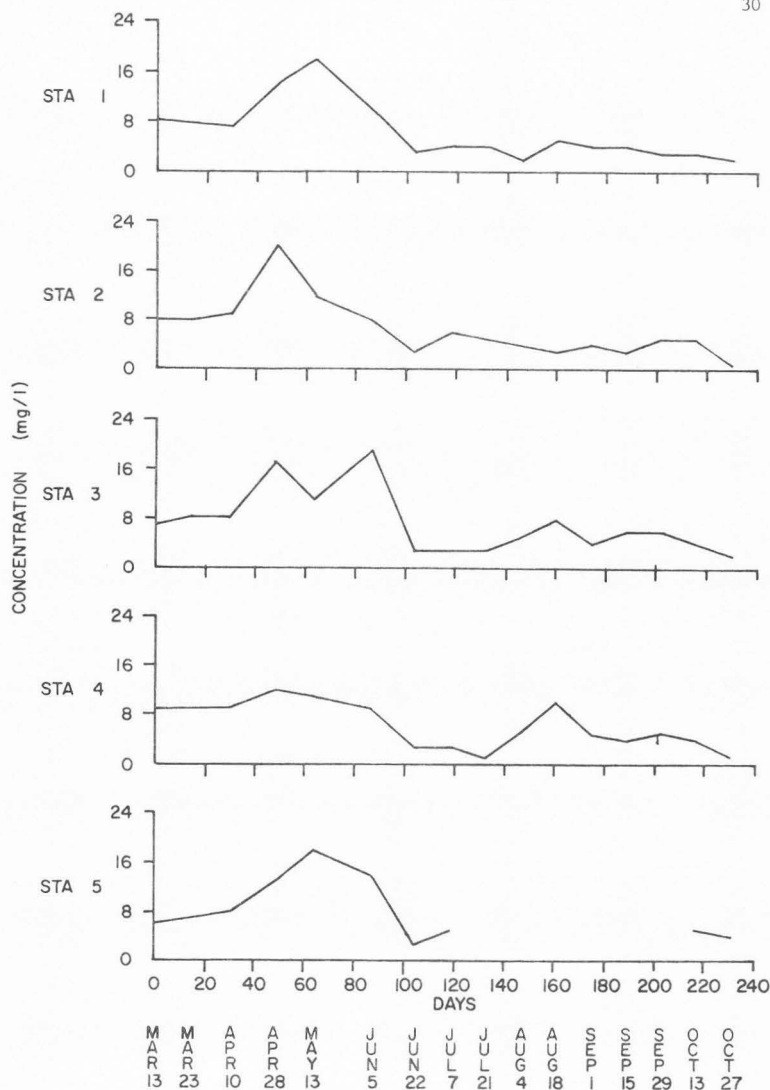 30
24
16
8
0
STA 1
24
16
8
0
STA 2
24
16
8
0
STA 3
24
16
8
0
STA 4
24
16
8
0
STA 5
CONCENTRATION (mg/l)
0 20 40 60 80 100 120 140 160 180 200 220 240
DAYS
MAR 13 MAR 23 APR 10 APR 28 MAY 13 JUN 5 JUN 22 JUL 7 JUL 21 AUG 4 AUG 18 SEP 1 SEP 15 SEP 29 OCT 13 OCT 27